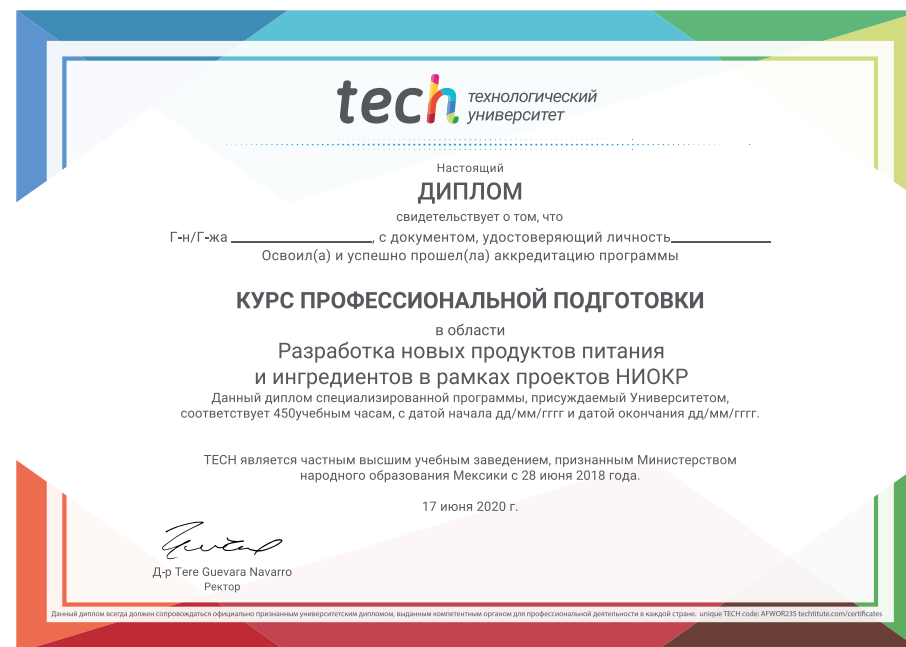 tech технологический
университет
Настоящий
ДИПЛОМ
свидетельствует о том, что
Г-н/Г-жа , с документом, удостоверяющий личность
Освоил(а) и успешно прошел(ла) аккредитацию программы
КУРС ПРОФЕССИОНАЛЬНОЙ ПОДГОТОВКИ
в области
Разработка новых продуктов питания
и ингредиентов в рамках проектов НИОКР
Данный диплом специализированной программы, присуждаемый Университетом,
соответствует 450учебным часам, с датой начала дд/мм/гггг и датой окончания дд/мм/гггг.
TECH является частным высшим учебным заведением, признанным Министерством
народного образования Мексики с 28 июня 2018 года.
17 июня 2020 г.
Д-р Tere Guevara Navarro
Ректор
Данный диплом всегда должен сопровождаться официально признанным университетским дипломом, выданным компетентным органом для профессиональной деятельности в каждой стране. unique TECH code: AFWOR23S techtitute.com/certificates